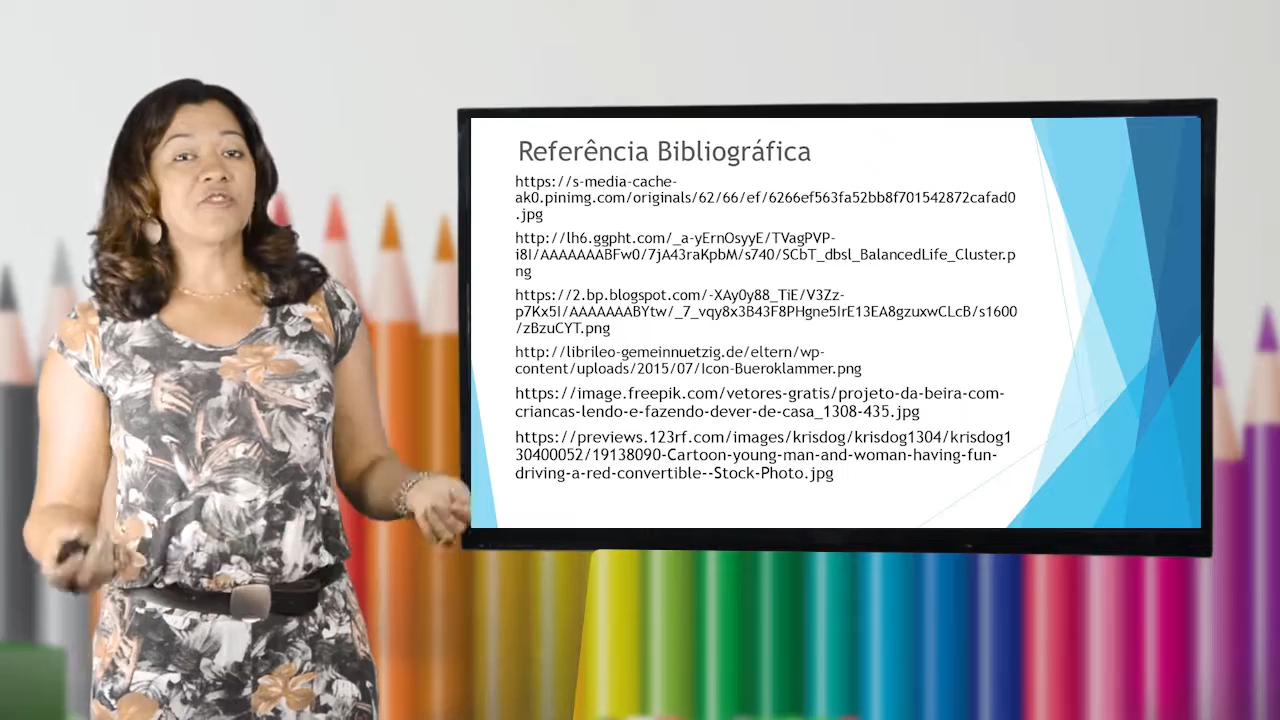 Referência Bibliográfica
https://s-media-cache-
ak0.pinimg.com/originals/62/66/ef/6266ef563fa52bb8f701542872cafad0
.jpg
http://lh6.ggpht.com/_a-yErnOsyyE/TVagPVP-
i8I/AAAAAAABFw0/7jA43raKpbM/s740/SCbT_dbsl_BalancedLife_Cluster.p
ng
https://2.bp.blogspot.com/-XAy0y88_TiE/V3Zz-
p7Kx5I/AAAAAAABYtw/_7_vqy8x3B43F8PHgne5IrE13EA8gzuxwCLcB/s1600
/zBzuCYT.png
http://librileo-gemeinnuetzig.de/eltern/wp-
content/uploads/2015/07/Icon-Bueroklammer.png
https://image.freepik.com/vetores-gratis/projeto-da-beira-com-
criancas-lendo-e-fazendo-dever-de-casa_1308-435.jpg
https://previews.123rf.com/images/krisdog/krisdog1304/krisdog1
30400052/19138090-Cartoon-young-man-and-woman-having-fun-
driving-a-red-convertible--Stock-Photo.jpg